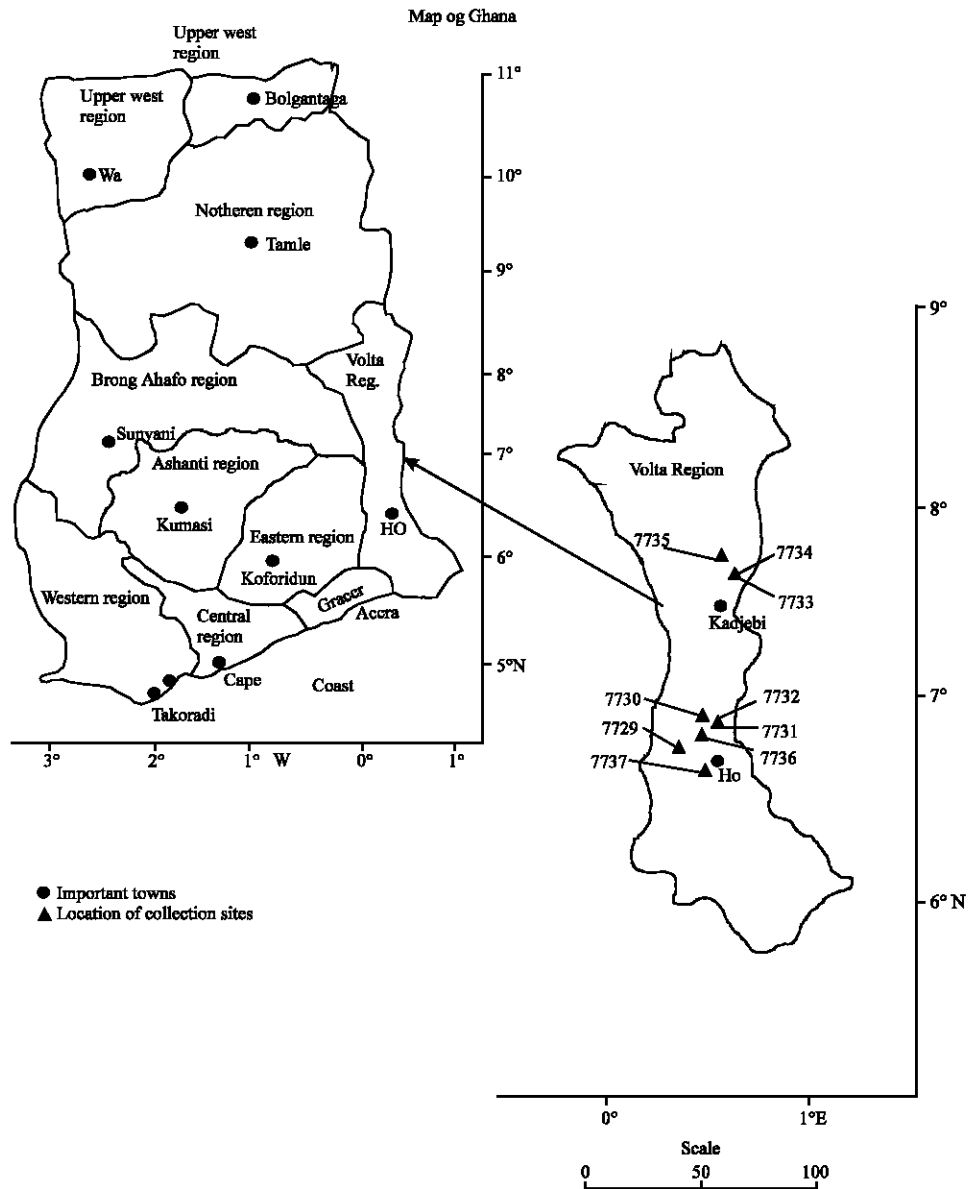 Map og Ghana
Upper west
region
Upper west
region
Bolgantaga
Wa
Notheren region
Tamle
Brong Ahafo region
Volta
Reg.
Sunyani
Ashanti region
Kumasi
Eastern region
Koforidun
HO
Western region
Central
region
Graccr
Accra
Cape
Coast
Takoradi
11°
10°
9°
8°
7°
6°
5°N
3°
2°
1°
W
0°
1°
Important towns
Location of collection sites
Volta Region
7735
7734
7733
Kadjebi
7730
7732
7729
7731
7736
7737
Ho
9°
8°
7°
6° N
0°
1°E
Scale
0
50
100